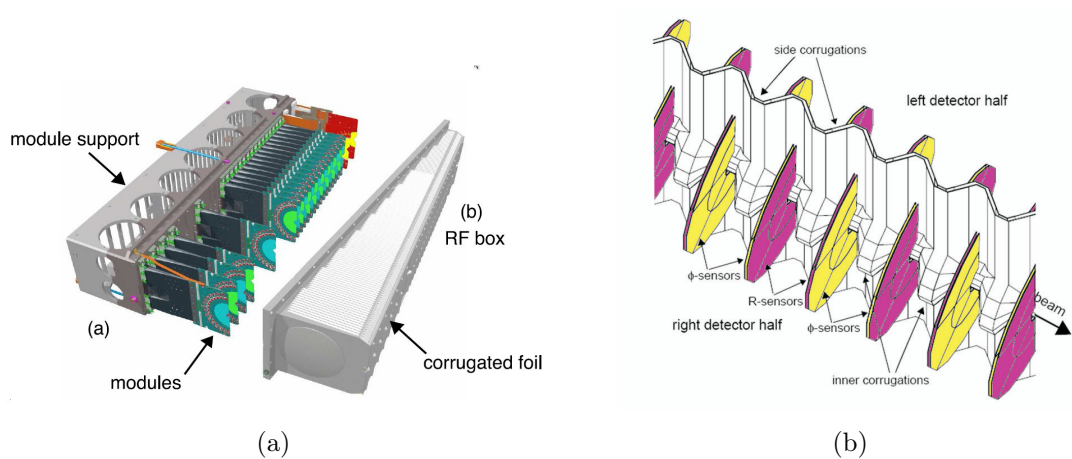 module support
(a)
modules
(b)
RF box
corrugated foil
side corrugations
left detector half
ϕ-sensors
R-sensors
ϕ-sensors
right detector half
inner corrugations
beam
(a)
(b)